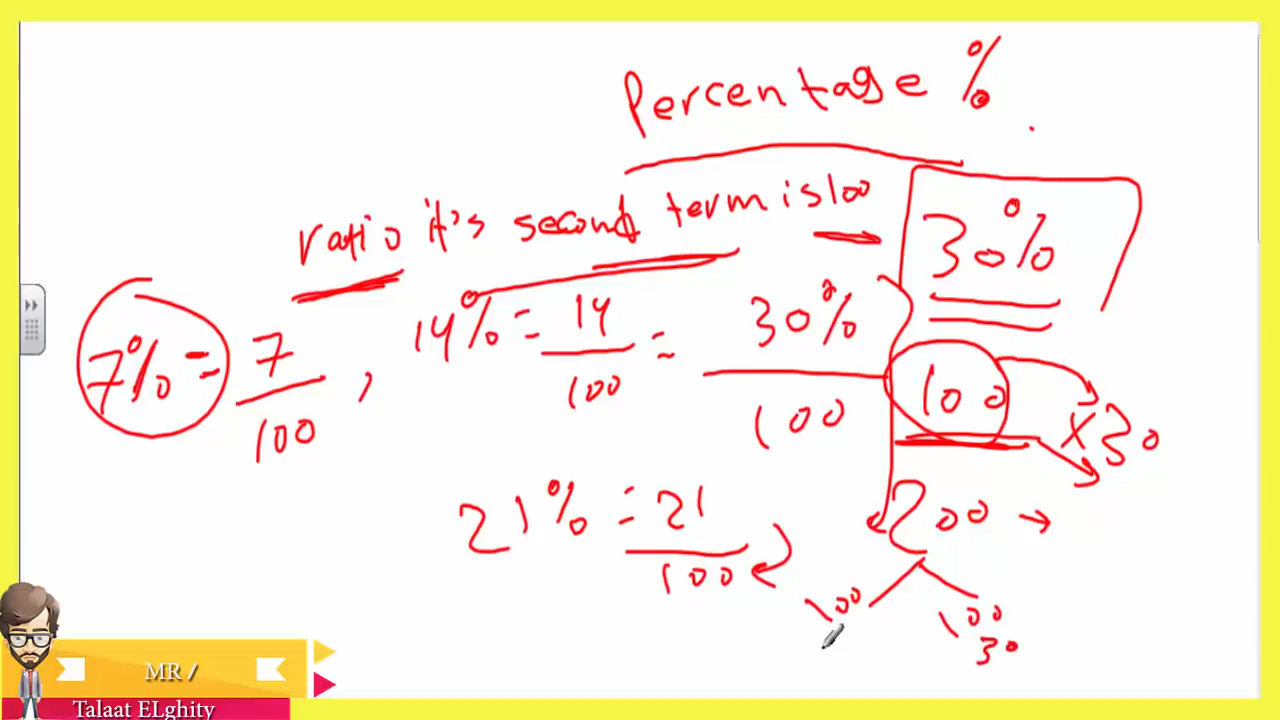 Percentage %
ratio it's second term is 100
30%
7% = 7/100 , 14% = 14/100 = 30%/100
100
x30
21% = 21/100
200 →
100 100
30
MR /
Talaat ELghity